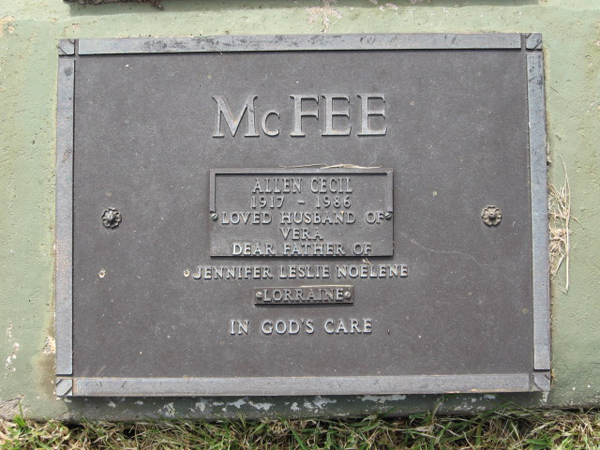 McFEE
ALLEN CECIL
1917 - 1986
LOVED HUSBAND OF
VERA
DEAR FATHER OF
JENNIFER LESLIE NOELENE
LORRAINE
IN GOD'S CARE